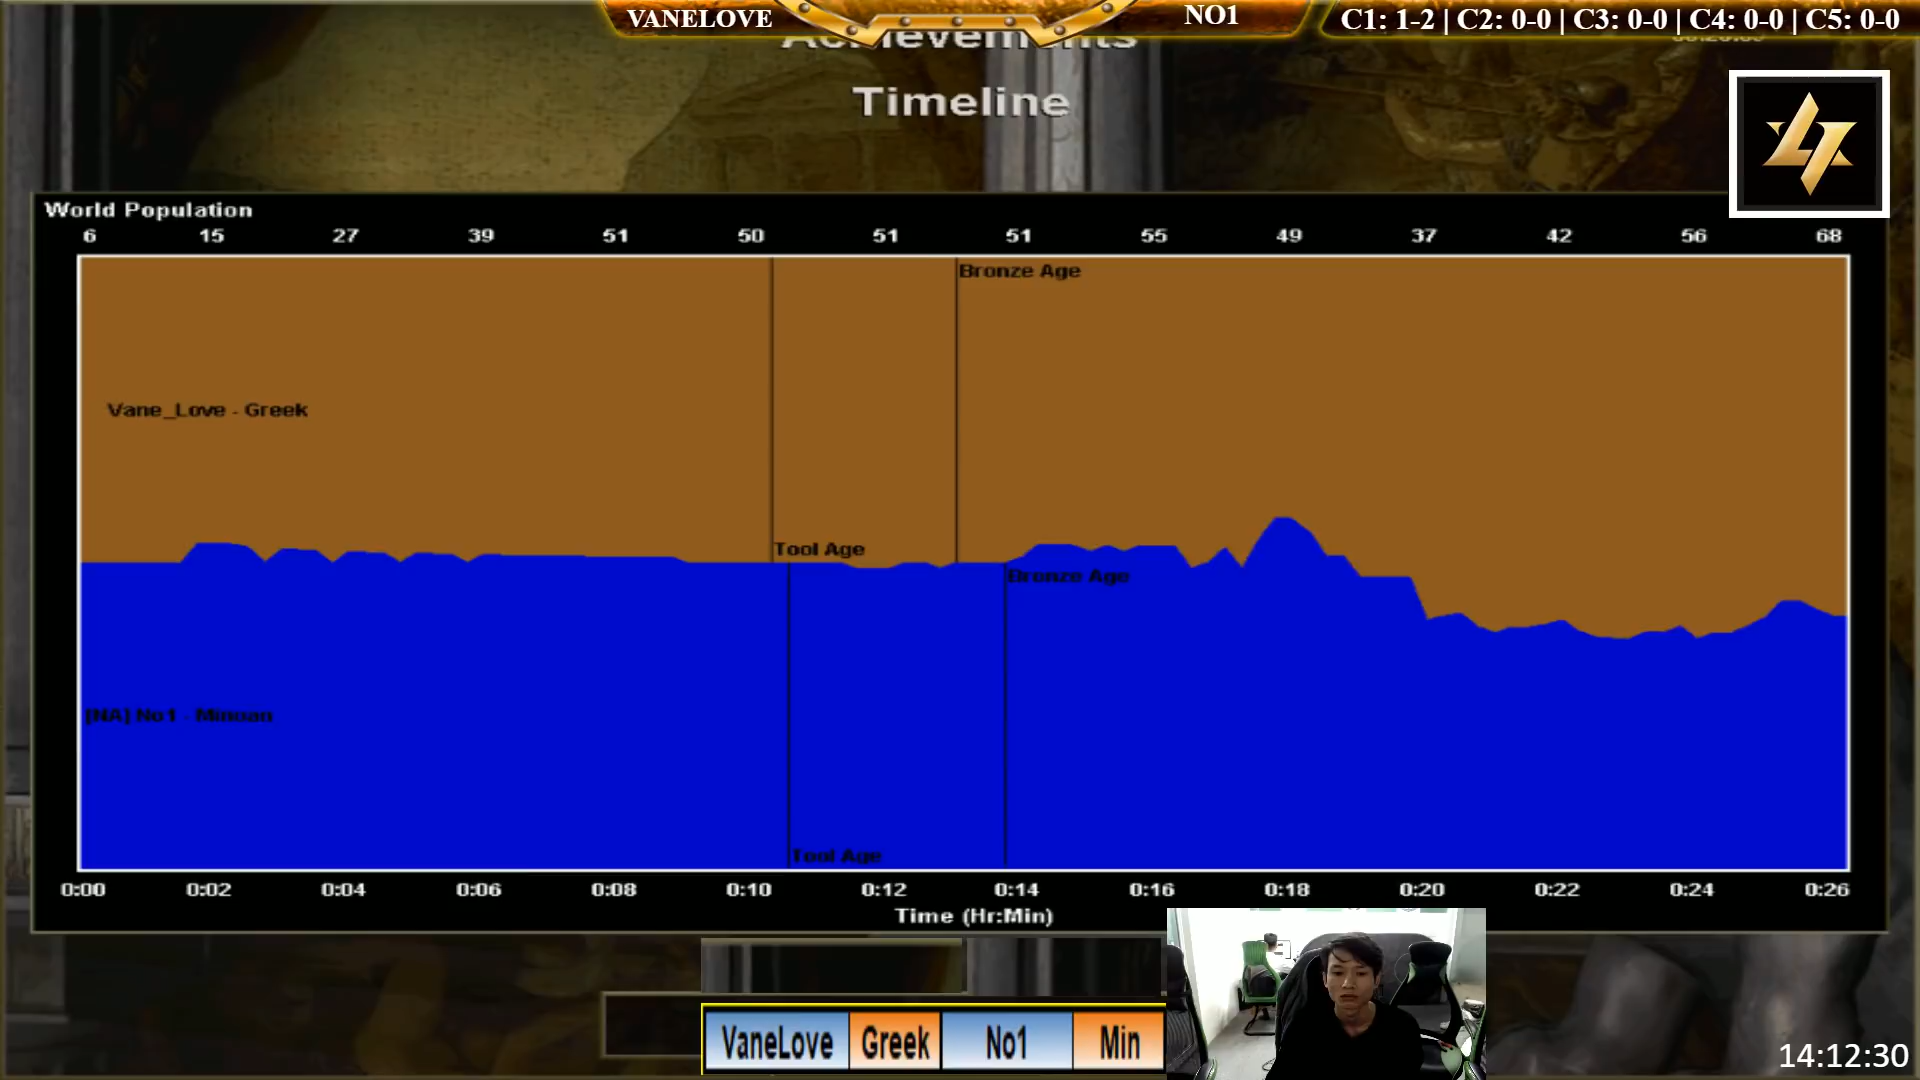 VANELOVE
NO1
C1: 1-2 | C2: 0-0 | C3: 0-0 | C4: 0-0 | C5: 0-0
Achievements
Timeline
World Population
6 15 27 39 51 50 51 51 55 49 37 42 56 68
Bronze Age
Vane_Love - Greek
Tool Age
Bronze Age
[NA] No1 - Minoan
Tool Age
0:00 0:02 0:04 0:06 0:08 0:10 0:12 0:14 0:16 0:18 0:20 0:22 0:24 0:26
Time (Hr:Min)
VaneLove Greek No1 Min
14:12:30